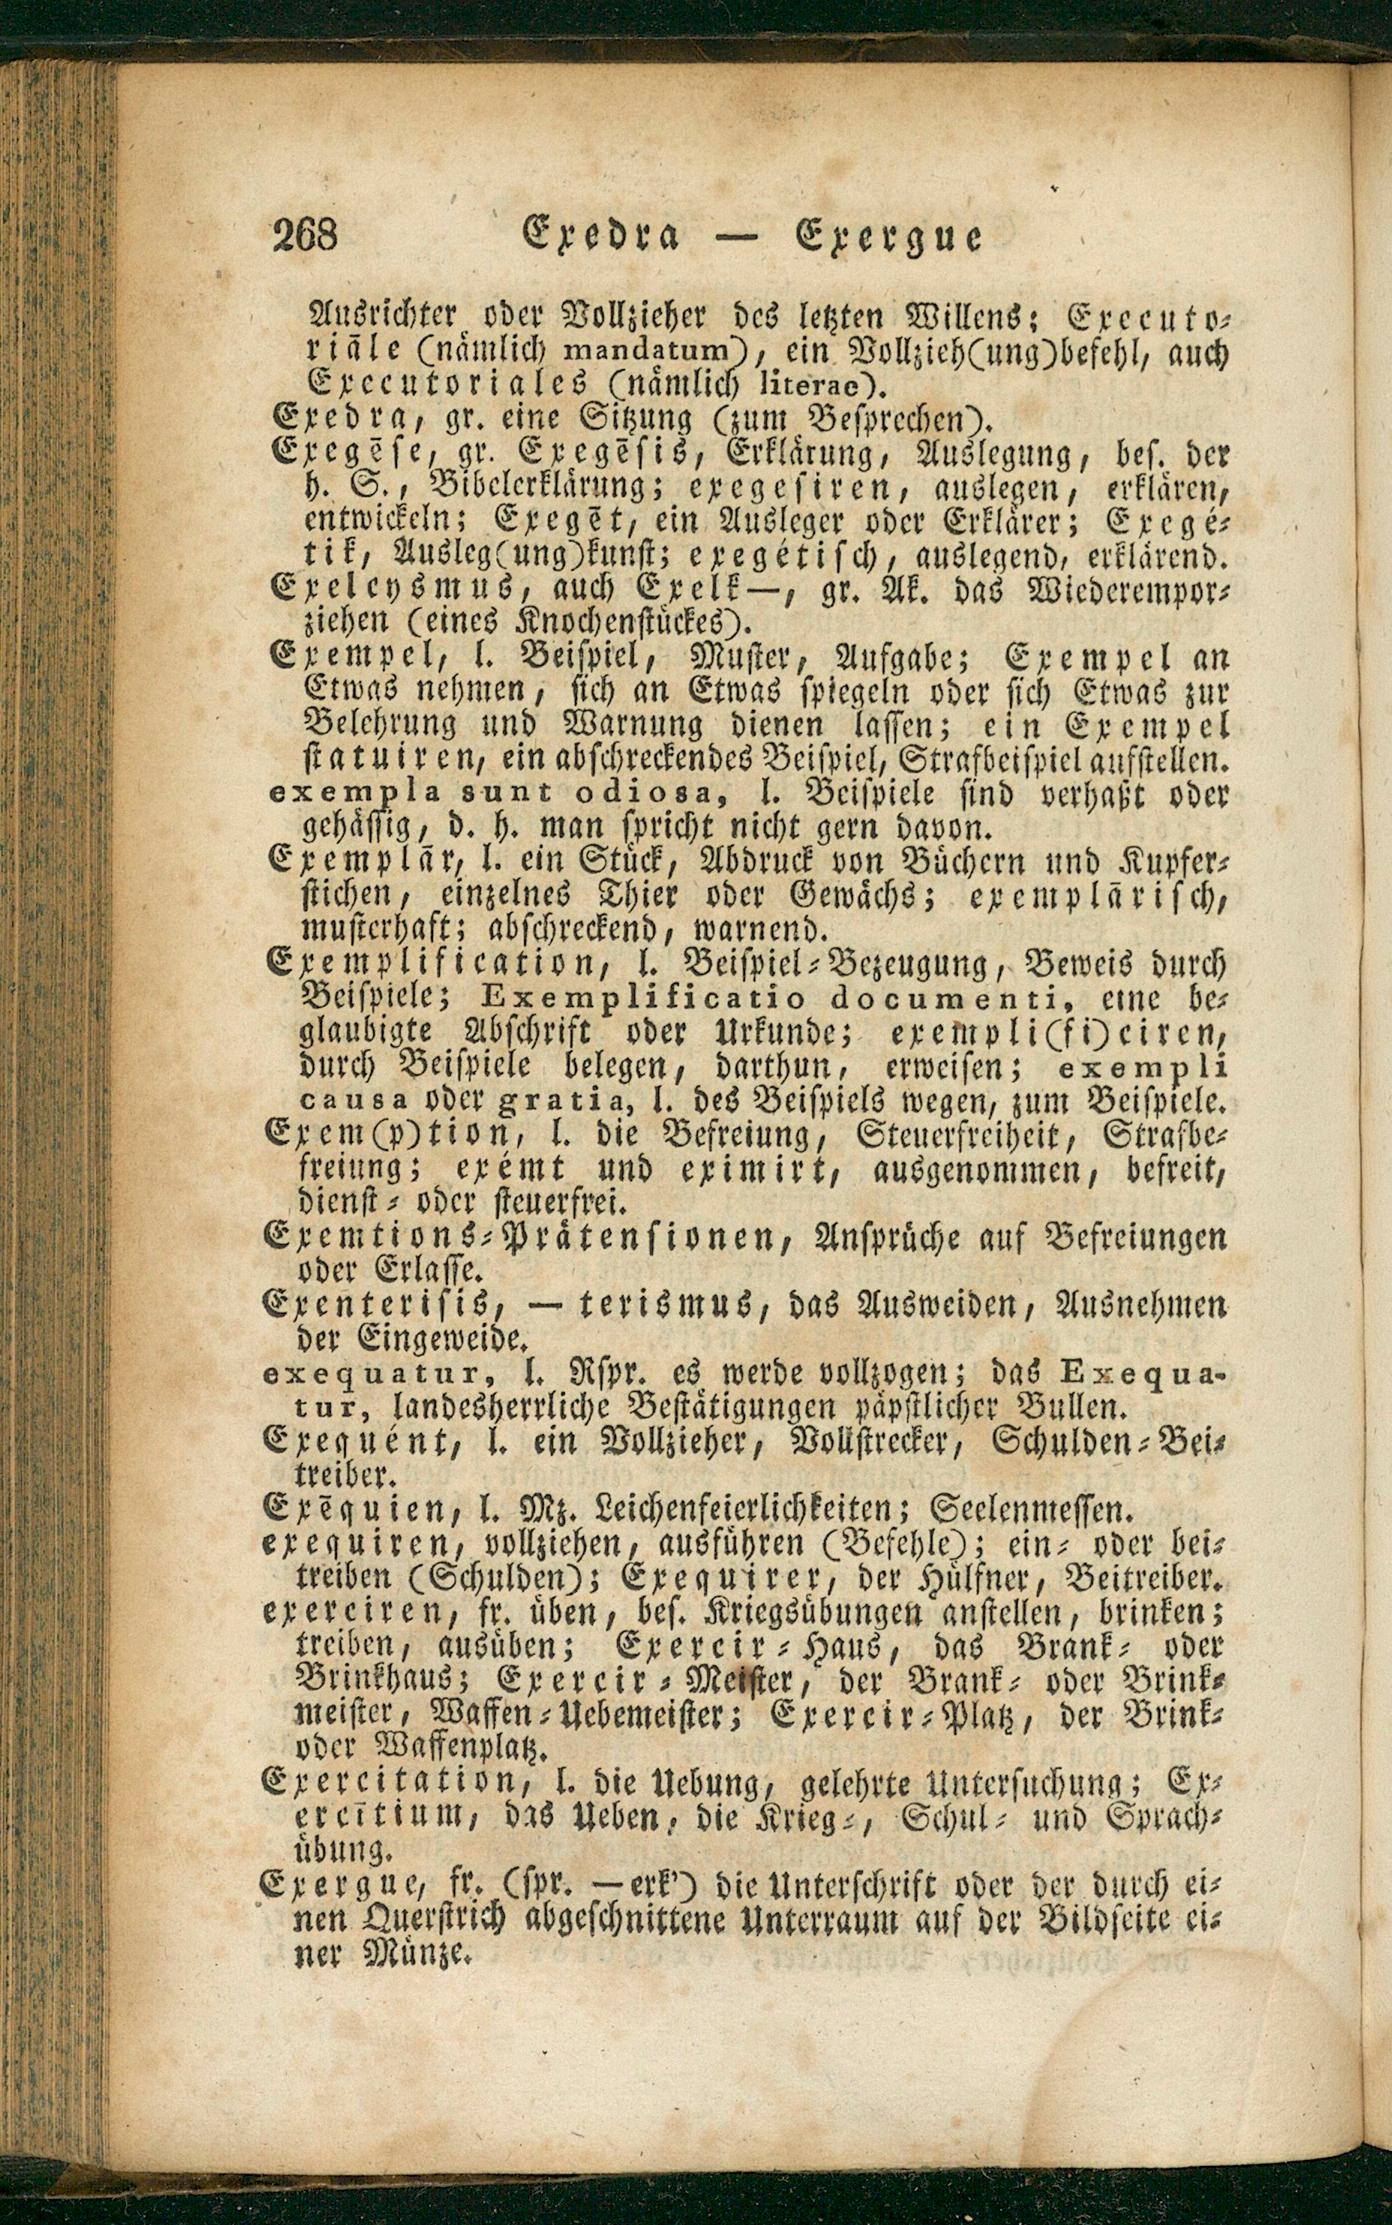 268 Exedra — Exergue
Ausrichter oder Vollzieher des letzten Willens; Executo-
riāle (nämlich mandatum), ein Vollzieh(ung)befehl, auch
Executoriales (nämlich literae).
Exedra, gr. eine Sitzung (zum Besprechen).
Exegēse, gr. Exegēsis, Erklärung, Auslegung, bes. der
h. S., Bibelerklärung; exegesiren, auslegen, erklären,
entwickeln; Exegēt, ein Ausleger oder Erklärer; Exegé-
tik, Ausleg(ung)kunst; exegétisch, auslegend, erklärend.
Exelcysmus, auch Exelk—, gr. Ak. das Wiederempor-
ziehen (eines Knochenstückes).
Exempel, l. Beispiel, Muster, Aufgabe; Exempel an
Etwas nehmen, sich an Etwas spiegeln oder sich Etwas zur
Belehrung und Warnung dienen lassen; ein Exempel
statuiren, ein abschreckendes Beispiel, Strafbeispiel aufstellen.
exempla sunt odiosa, l. Beispiele sind verhaßt oder
gehässig, d. h. man spricht nicht gern davon.
Exemplār, l. ein Stück, Abdruck von Büchern und Kupfer-
stichen, einzelnes Thier oder Gewächs; exemplārisch,
musterhaft; abschreckend, warnend.
Exemplification, l. Beispiel-Bezeugung, Beweis durch
Beispiele; Exemplificatio documenti, eine be-
glaubigte Abschrift oder Urkunde; exempli(fi)ciren,
durch Beispiele belegen, darthun, erweisen; exempli
causa oder gratia, l. des Beispiels wegen, zum Beispiele.
Exem(p)tion, l. die Befreiung, Steuerfreiheit, Strafbe-
freiung; exémt und eximirt, ausgenommen, befreit,
dienst- oder steuerfrei.
Exemtions-Prätensionen, Ansprüche auf Befreiungen
oder Erlasse.
Exenterisis, — terismus, das Ausweiden, Ausnehmen
der Eingeweide.
exequatur, l. Rspr. es werde vollzogen; das Exequa-
tur, landesherrliche Bestätigungen päpstlicher Bullen.
Exequént, l. ein Vollzieher, Vollstrecker, Schulden-Bei-
treiber.
Exēquien, l. Mz. Leichenfeierlichkeiten; Seelenmessen.
exequiren, vollziehen, ausführen (Befehle); ein- oder bei-
treiben (Schulden); Exequirer, der Hülfner, Beitreiber.
exerciren, fr. üben, bes. Kriegsübungen anstellen, brinken;
treiben, ausüben; Exercir-Haus, das Brank- oder
Brinkhaus; Exercir-Meister, der Brank- oder Brink-
meister, Waffen-Uebemeister; Exercir-Platz, der Brink-
oder Waffenplatz.
Exercitation, l. die Uebung, gelehrte Untersuchung; Ex-
ercītium, das Ueben, die Krieg-, Schul- und Sprach-
übung.
Exergue, fr. (spr. —erk') die Unterschrift oder der durch ei-
nen Querstrich abgeschnittene Unterraum auf der Bildseite ei-
ner Münze.